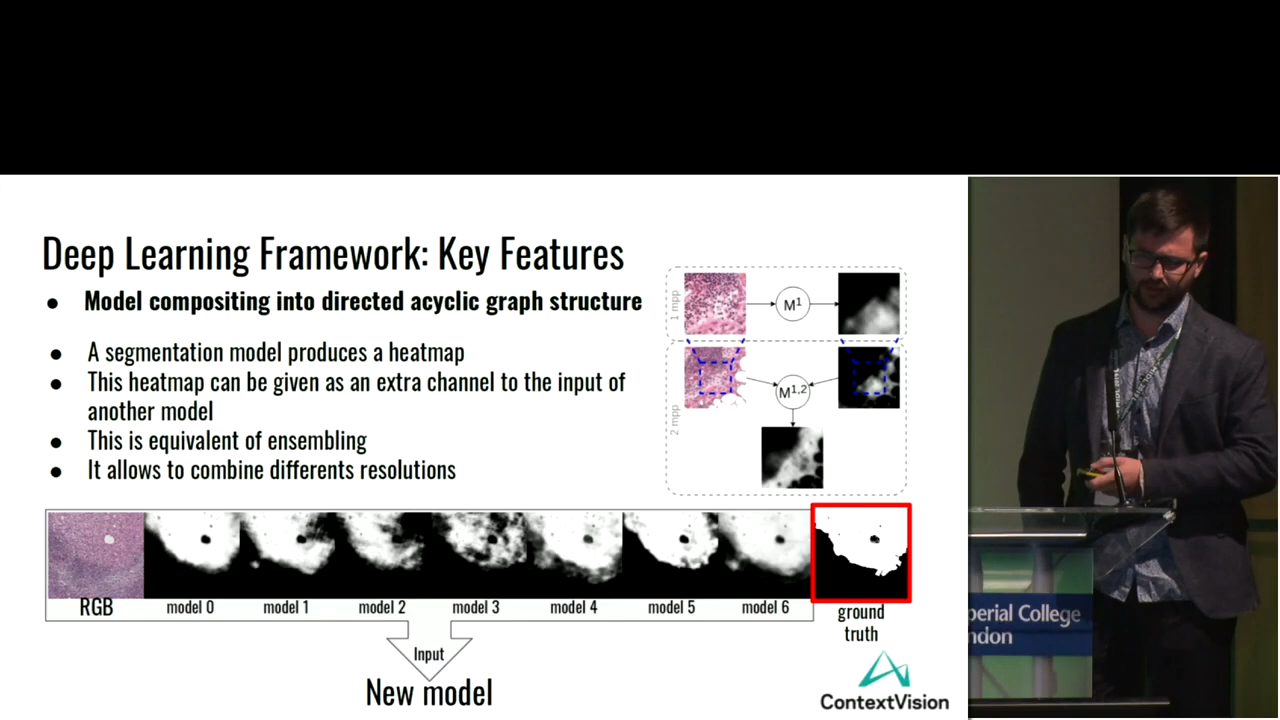 Deep Learning Framework: Key Features
● Model compositing into directed acyclic graph structure
● A segmentation model produces a heatmap
● This heatmap can be given as an extra channel to the input of
another model
● This is equivalent of ensembling
● It allows to combine differents resolutions
1 mpp
M1
2 mpp
M1,2
RGB
model 0
model 1
model 2
model 3
model 4
model 5
model 6
ground
truth
Input
New model
ContextVision
perial College
ndon